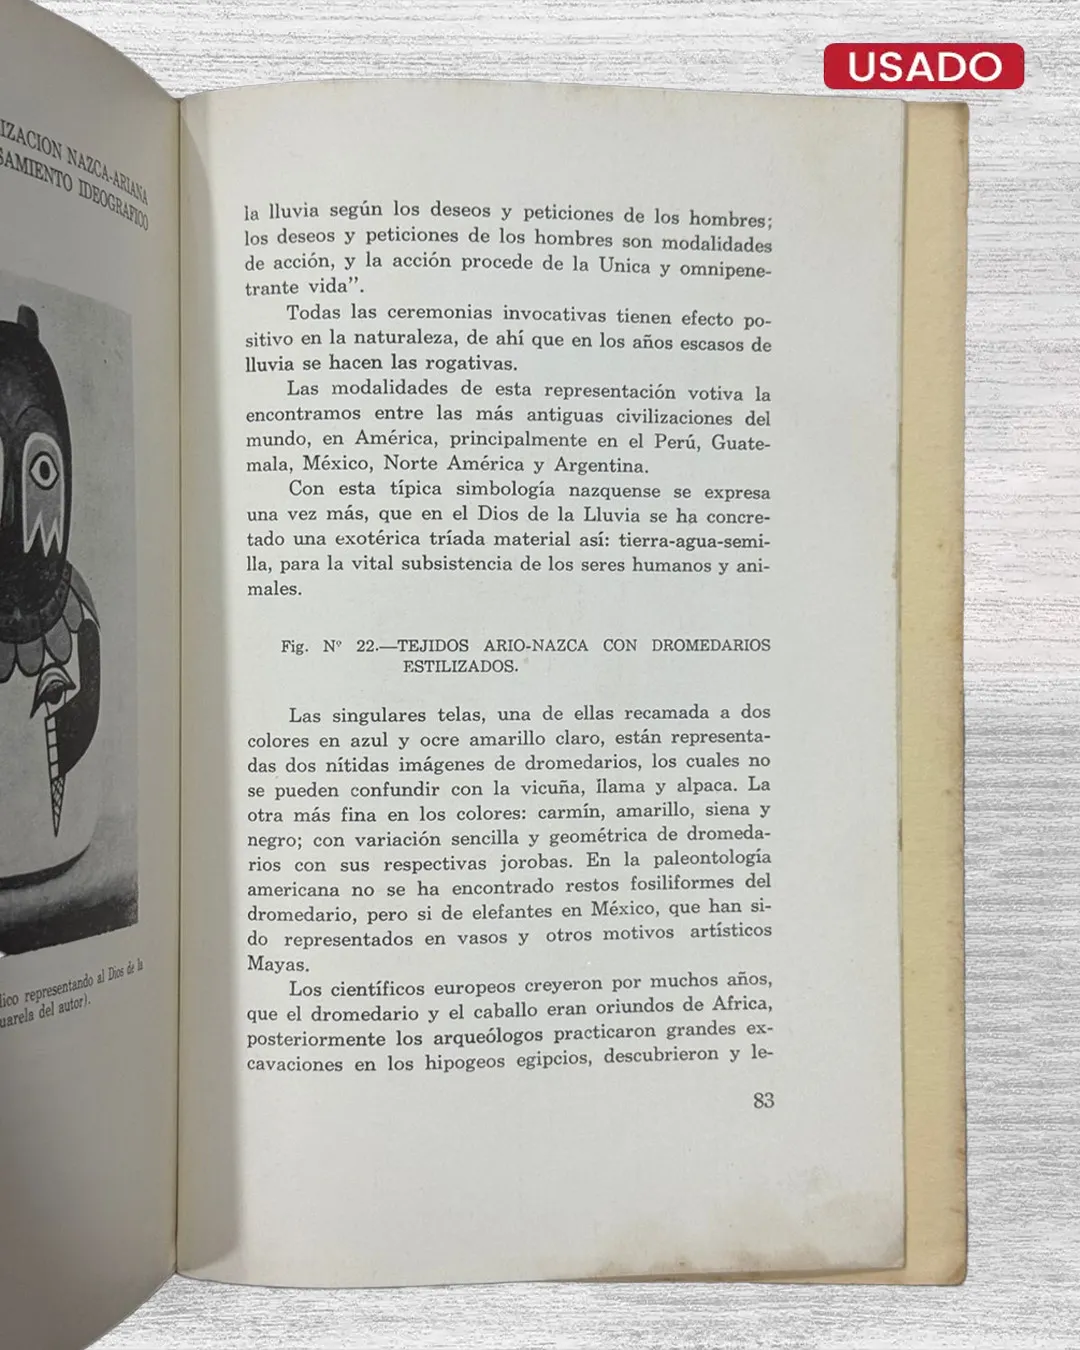 USADO
IZACION NAZCA-ARIANA
SAMIENTO IDEOGRAFICO
lico representando al Dios de la
uarela del autor).
la lluvia según los deseos y peticiones de los hombres;
los deseos y peticiones de los hombres son modalidades
de acción, y la acción procede de la Unica y omnipene-
trante vida”.
Todas las ceremonias invocativas tienen efecto po-
sitivo en la naturaleza, de ahí que en los años escasos de
lluvia se hacen las rogativas.
Las modalidades de esta representación votiva la
encontramos entre las más antiguas civilizaciones del
mundo, en América, principalmente en el Perú, Guate-
mala, México, Norte América y Argentina.
Con esta típica simbología nazquense se expresa
una vez más, que en el Dios de la Lluvia se ha concre-
tado una exotérica tríada material así: tierra-agua-semi-
lla, para la vital subsistencia de los seres humanos y ani-
males.
Fig. Nº 22.—TEJIDOS ARIO-NAZCA CON DROMEDARIOS
ESTILIZADOS.
Las singulares telas, una de ellas recamada a dos
colores en azul y ocre amarillo claro, están representa-
das dos nítidas imágenes de dromedarios, los cuales no
se pueden confundir con la vicuña, ílama y alpaca. La
otra más fina en los colores: carmín, amarillo, siena y
negro; con variación sencilla y geométrica de dromeda-
rios con sus respectivas jorobas. En la paleontología
americana no se ha encontrado restos fosiliformes del
dromedario, pero si de elefantes en México, que han si-
do representados en vasos y otros motivos artísticos
Mayas.
Los científicos europeos creyeron por muchos años,
que el dromedario y el caballo eran oriundos de Africa,
posteriormente los arqueólogos practicaron grandes ex-
cavaciones en los hipogeos egipcios, descubrieron y le-
83